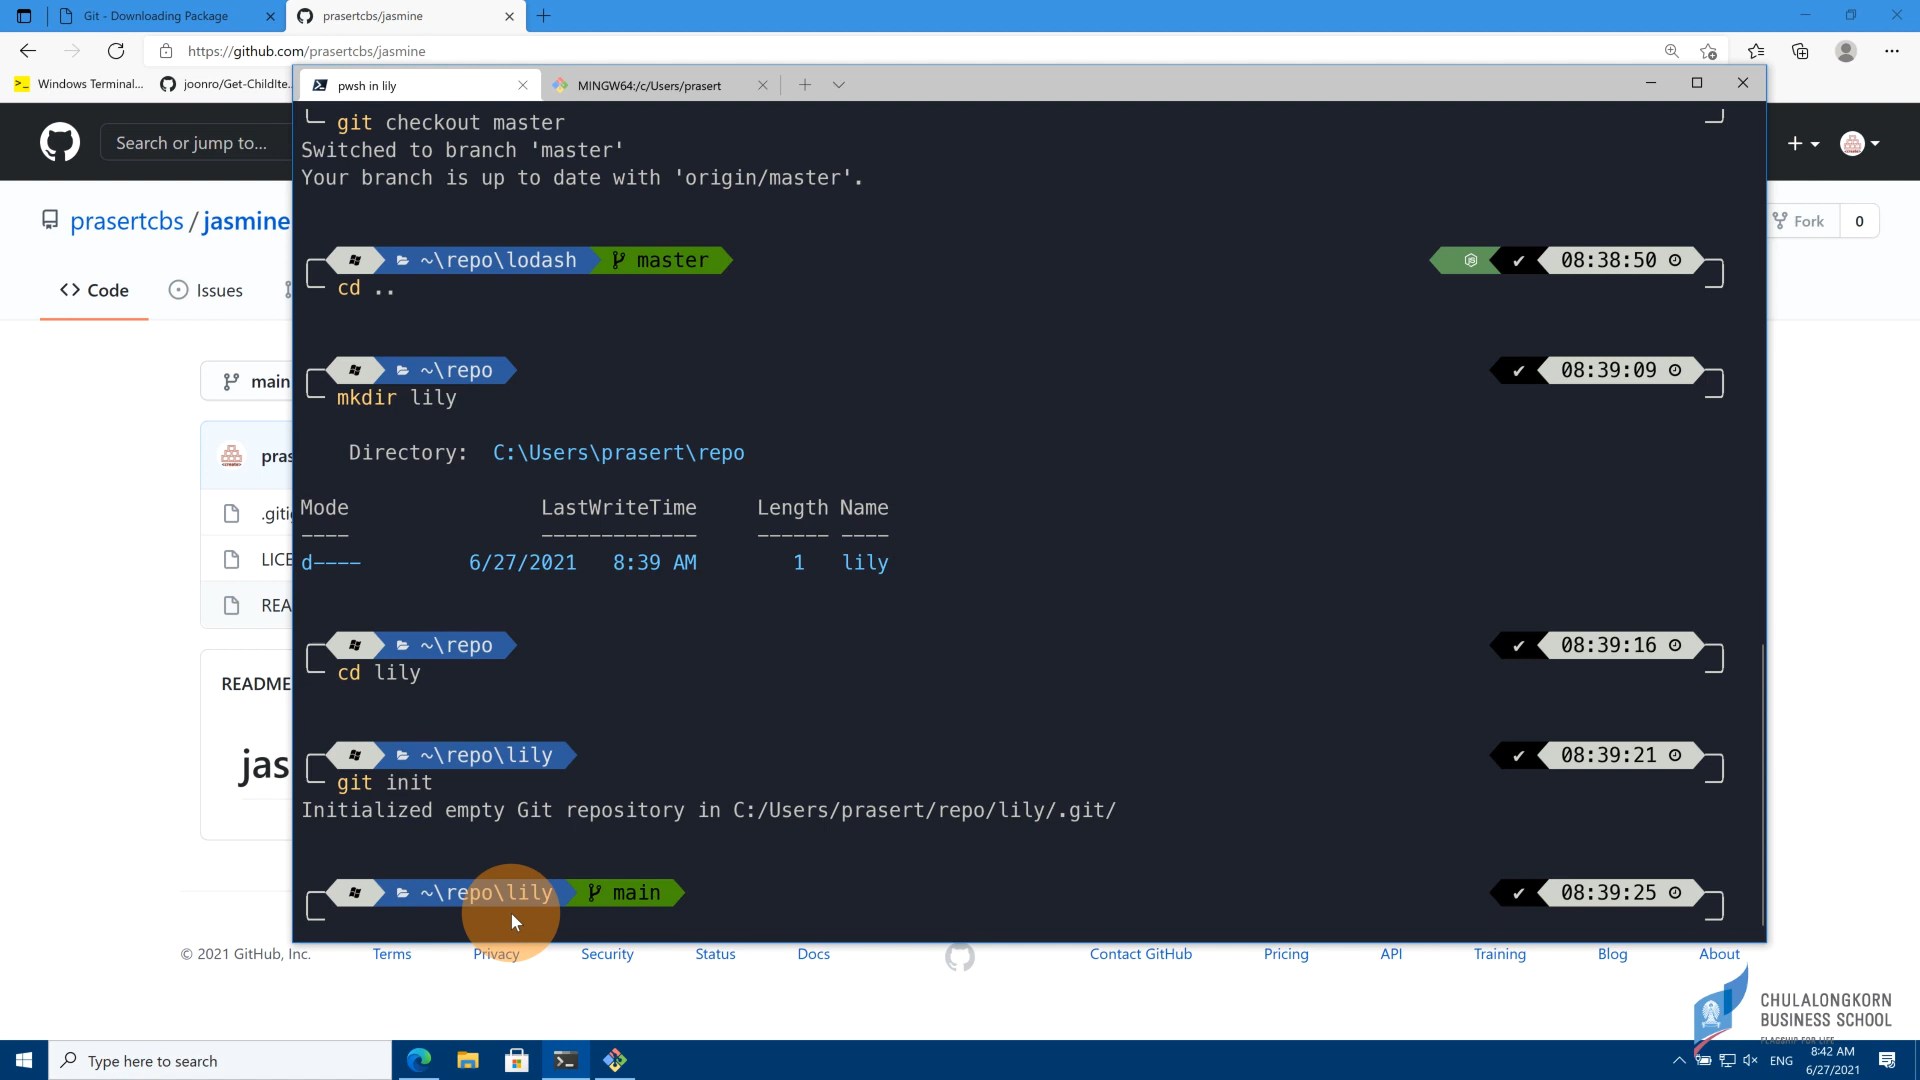 Git - Downloading Package
prasertcbs/jasmine
https://github.com/prasertcbs/jasmine
Windows Terminal...
joonro/Get-ChildIte...
pwsh in lily
MINGW64:/c/Users/prasert
Search or jump to...
prasertcbs / jasmine
Fork 0
Code
Issues
main
pras
.giti
LICE
REA
README
jas
git checkout master
Switched to branch 'master'
Your branch is up to date with 'origin/master'.
~\repo\lodash master 08:38:50
cd ..
~\repo 08:39:09
mkdir lily
Directory: C:\Users\prasert\repo
Mode LastWriteTime Length Name
---- ------------- ------ ----
d---- 6/27/2021 8:39 AM 1 lily
~\repo 08:39:16
cd lily
~\repo\lily 08:39:21
git init
Initialized empty Git repository in C:/Users/prasert/repo/lily/.git/
~\repo\lily main 08:39:25
© 2021 GitHub, Inc. Terms Privacy Security Status Docs Contact GitHub Pricing API Training Blog About
CHULALONGKORN
BUSINESS SCHOOL
Type here to search
ENG
8:42 AM
6/27/2021